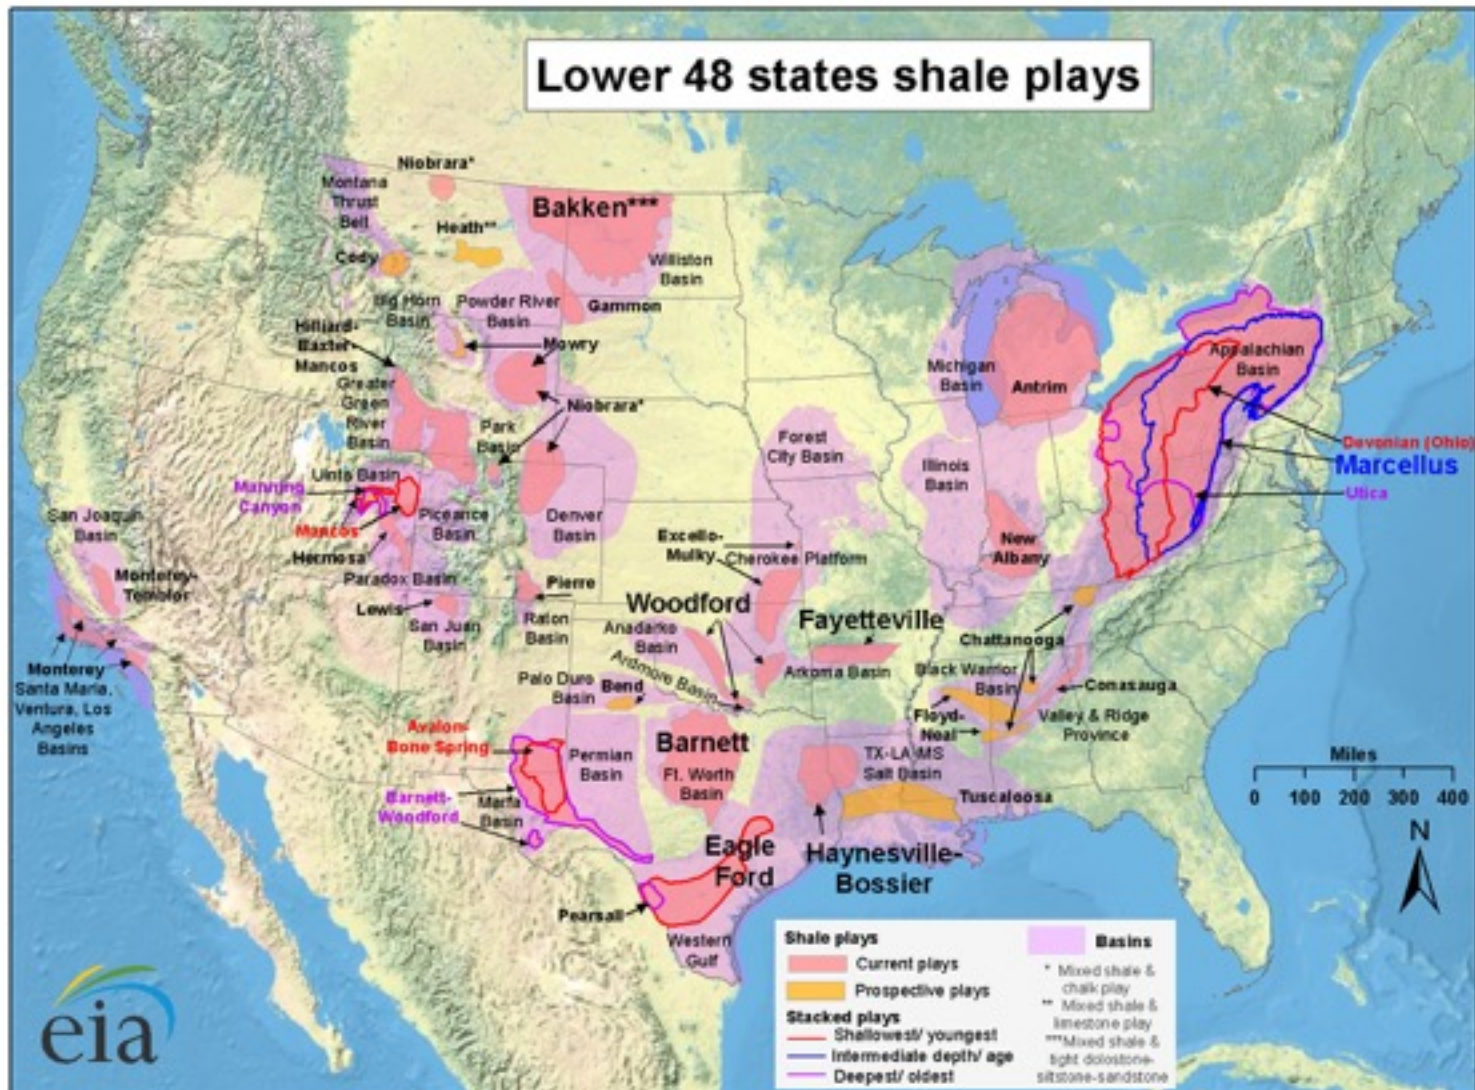 Lower 48 states shale plays
Niobrara*
Montana
Thrust
Belt
Bakken***
Heath**
Cody
Williston
Basin
Big Horn
Basin
Powder River
Basin
Gammon
Hilliard-
Baxter-
Mancos
Mowry
Greater
Green
River
Basin
Niobrara*
Park
Basin
Michigan
Basin
Antrim
Appalachian
Basin
Forest
City Basin
Illinois
Basin
Devonian (Ohio)
Marcellus
Utica
Uinta Basin
Manning
Canyon
Mancos
Piceance
Basin
Denver
Basin
San Joaquin
Basin
Hermosa
Paradox Basin
Excello-
Mulky
Cherokee Platform
New
Albany
Monterey-
Temblor
Lewis
San Juan
Basin
Pierre
Raton
Basin
Woodford
Anadarko
Basin
Fayetteville
Chattanooga
Arkoma Basin
Ardmore Basin
Black Warrior
Basin
Conasauga
Monterey
Santa Maria,
Ventura, Los
Angeles
Basins
Palo Duro
Basin
Bend
Floyd-
Neal
Valley & Ridge
Province
Avalon-
Bone Spring
Permian
Basin
Barnett
Ft. Worth
Basin
TX-LA-MS
Salt Basin
Tuscaloosa
Barnett-
Woodford
Marfa
Basin
Eagle
Ford
Haynesville-
Bossier
Pearsall
Western
Gulf
Miles
0 100 200 300 400
N
Shale plays
Current plays
Prospective plays
Stacked plays
Shallowest/ youngest
Intermediate depth/ age
Deepest/ oldest
Basins
* Mixed shale &
chalk play
** Mixed shale &
limestone play
***Mixed shale &
tight dolostone-
siltstone-sandstone
eia